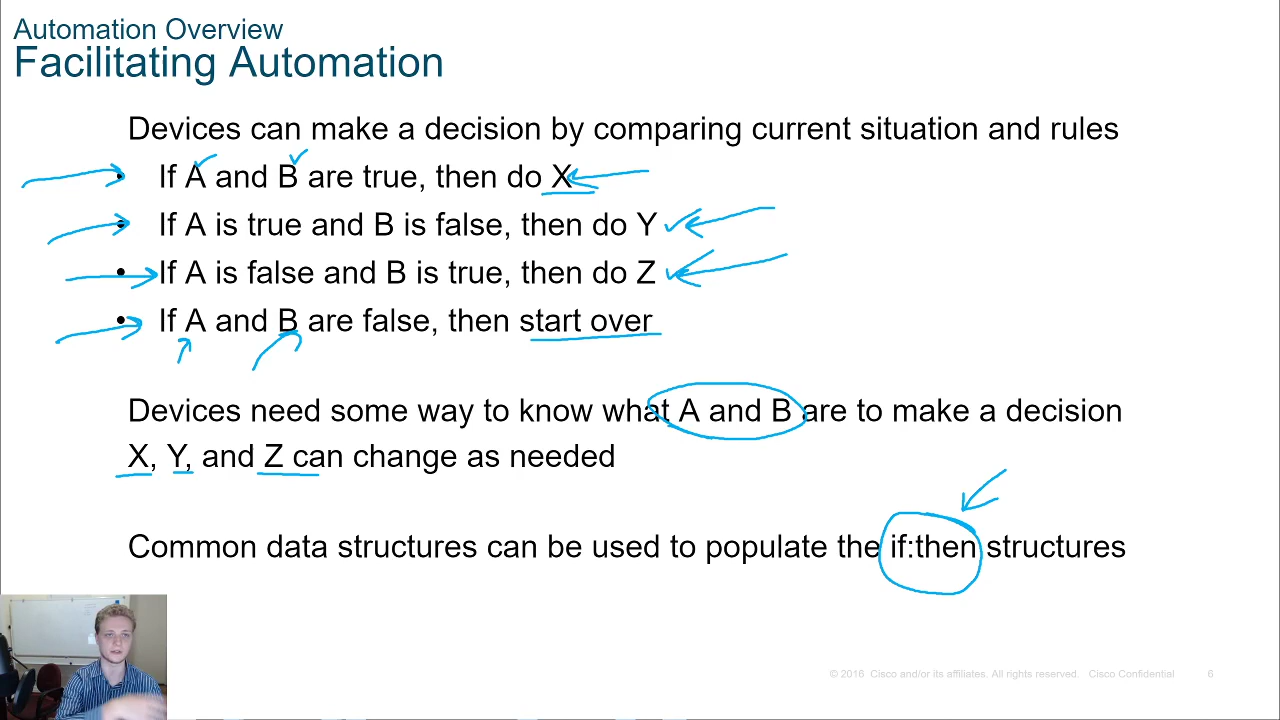 Automation Overview
Facilitating Automation
Devices can make a decision by comparing current situation and rules
• If A and B are true, then do X
• If A is true and B is false, then do Y
• If A is false and B is true, then do Z
• If A and B are false, then start over
Devices need some way to know what A and B are to make a decision
X, Y, and Z can change as needed
Common data structures can be used to populate the if:then structures
© 2016 Cisco and/or its affiliates. All rights reserved. Cisco Confidential 6